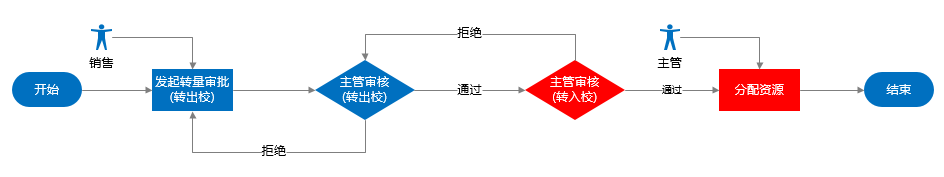 拒绝
销售
主管
开始
发起转量审批
(转出校)
主管审核
(转出校)
通过
主管审核
(转入校)
通过
分配资源
结束
拒绝